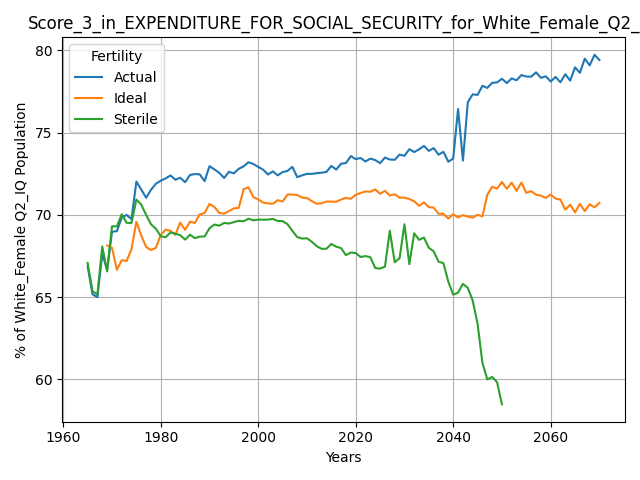 Score_3_in_EXPENDITURE_FOR_SOCIAL_SECURITY_for_White_Female_Q2_
% of White_Female Q2_IQ Population
80
75
70
65
60
Fertility
Actual
Ideal
Sterile
1960 1980 2000 2020 2040 2060
Years